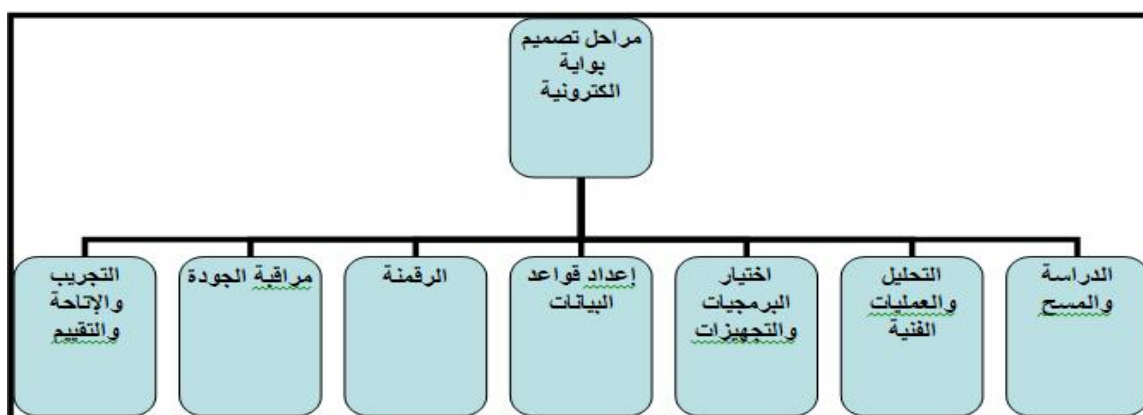 مراحل تصميم
بواية
الكترونية
الدراسة
والمسح
التحليل
والعمليات
الفنية
اختيار
البرمجيات
والتجهيزات
إعداد قواعد
البيانات
الرقمنة
مراقبة الجودة
التجريب
والإتاحة
والتقييم